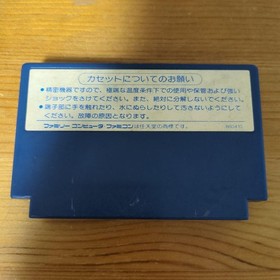 カセットについてのお願い
●精密機器ですので、極端な温度条件下での使用や保管および強い
ショックをさけてください。また、絶対に分解しないでください。
●端子部に手を触れたり、水にぬらしたりして汚さないようにして
ください。故障の原因となります。
ファミリーコンピュータ・ファミコンは任天堂の商標です。